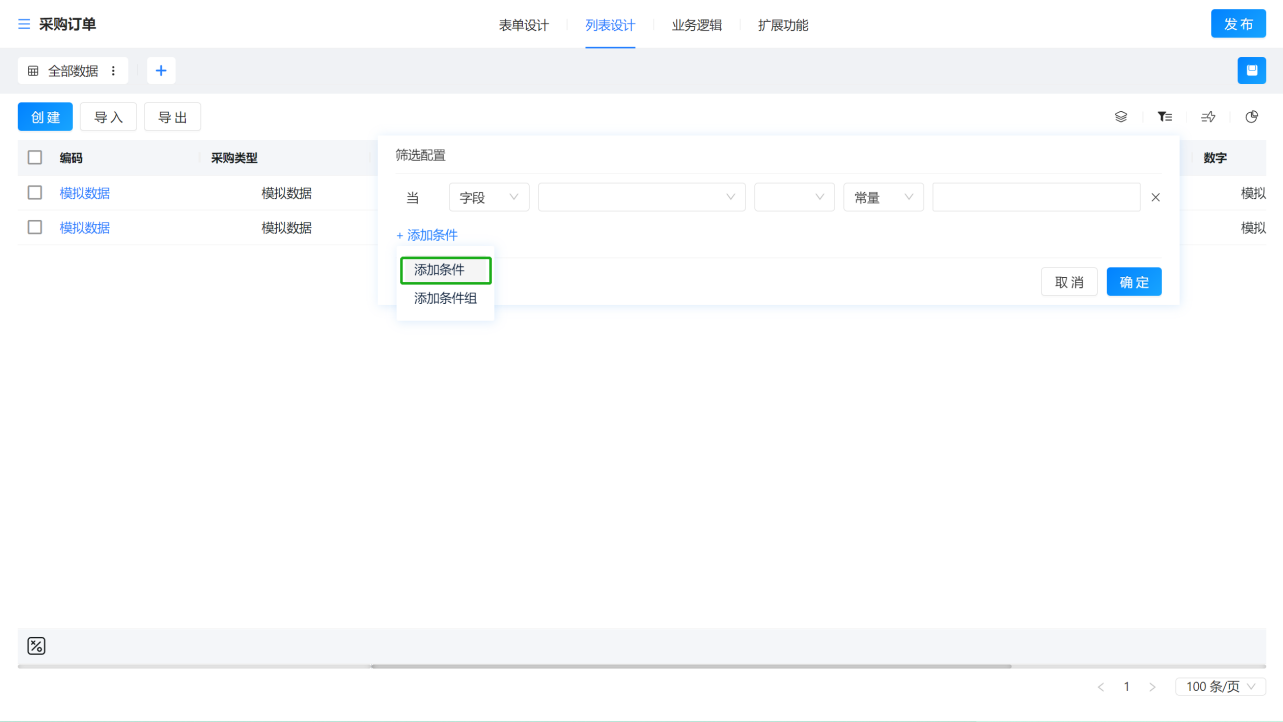 采购订单
表单设计
列表设计
业务逻辑
扩展功能
发布
全部数据
创建
导入
导出
编码
采购类型
数字
模拟数据
模拟数据
模拟
模拟数据
模拟数据
模拟
筛选配置
当
字段
常量
+ 添加条件
添加条件
添加条件组
取消
确定
1
100 条/页